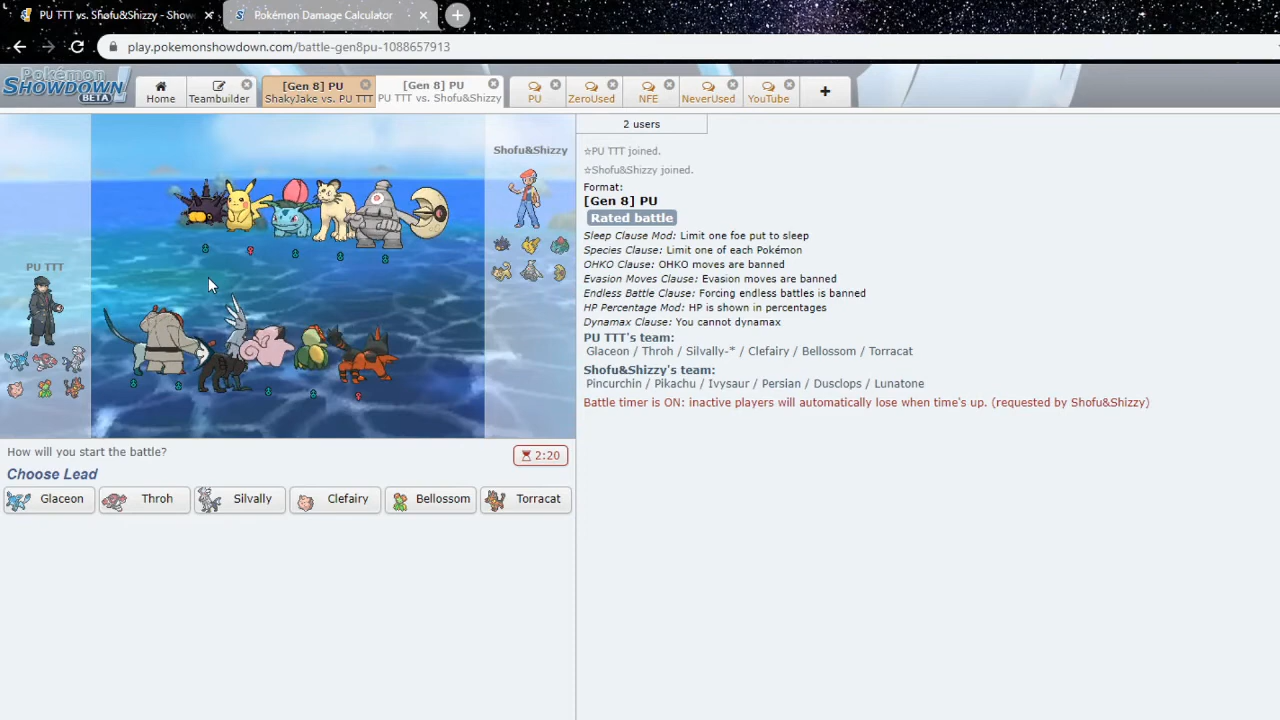 PU TTT vs. Shofu&Shizzy - Show
Pokémon Damage Calculator
play.pokemonshowdown.com/battle-gen8pu-1088657913
Pokémon
SHOWDOWN!
BETA
Home
Teambuilder
[Gen 8] PU
ShakyJake vs. PU TTT
[Gen 8] PU
PU TTT vs. Shofu&Shizzy
PU
ZeroUsed
NFE
NeverUsed
YouTube
2 users
Shofu&Shizzy
PU TTT
☆PU TTT joined.
☆Shofu&Shizzy joined.
Format:
[Gen 8] PU
Rated battle
Sleep Clause Mod: Limit one foe put to sleep
Species Clause: Limit one of each Pokémon
OHKO Clause: OHKO moves are banned
Evasion Moves Clause: Evasion moves are banned
Endless Battle Clause: Forcing endless battles is banned
HP Percentage Mod: HP is shown in percentages
Dynamax Clause: You cannot dynamax
PU TTT's team:
Glaceon / Throh / Silvally-* / Clefairy / Bellossom / Torracat
Shofu&Shizzy's team:
Pincurchin / Pikachu / Ivysaur / Persian / Dusclops / Lunatone
Battle timer is ON: inactive players will automatically lose when time's up. (requested by Shofu&Shizzy)
How will you start the battle?
2:20
Choose Lead
Glaceon
Throh
Silvally
Clefairy
Bellossom
Torracat